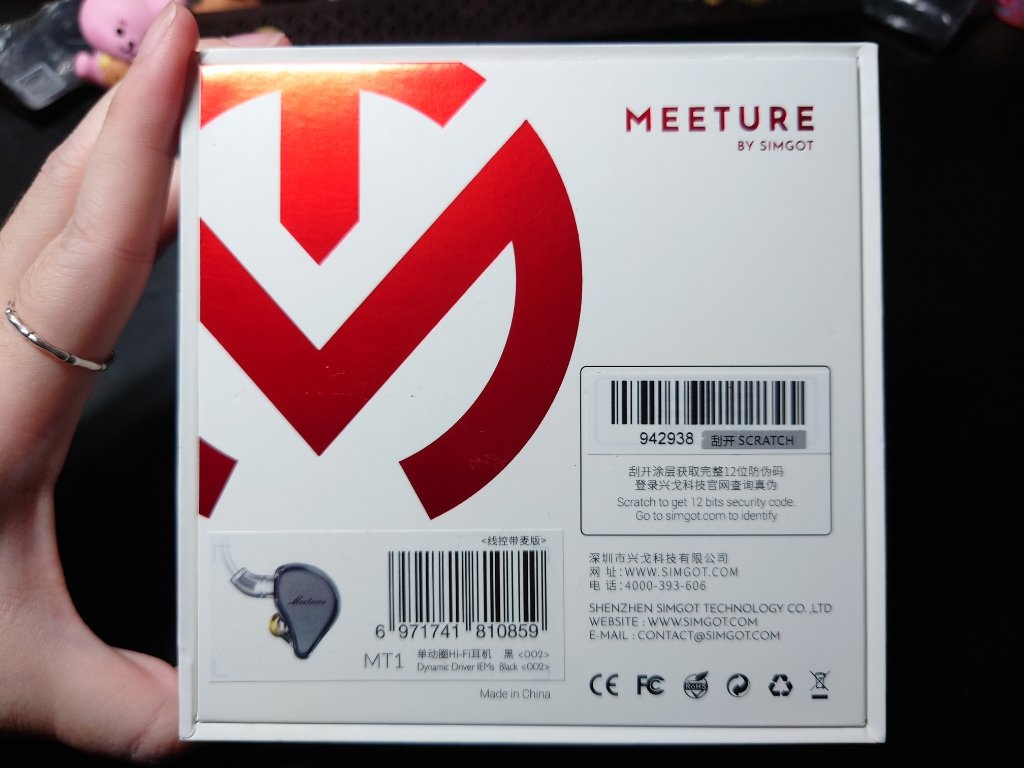 MEETURE
BY SIMGOT
942938 刮开 SCRATCH
刮开涂层获取完整12位防伪码
登录兴戈科技官网查询真伪
Scratch to get 12 bits security code.
Go to simgot.com to identify
<线控带麦版>
Meeture
6 971741 810859
MT1 单动圈Hi-Fi耳机 黑 <002>
Dynamic Driver IEMs Black <002>
Made in China
深圳市兴戈科技有限公司
网 址：WWW.SIMGOT.COM
电 话：4000-393-606
SHENZHEN SIMGOT TECHNOLOGY CO.,LTD
WEBSITE : WWW.SIMGOT.COM
E-MAIL : CONTACT@SIMGOT.COM
CE FC RoHS